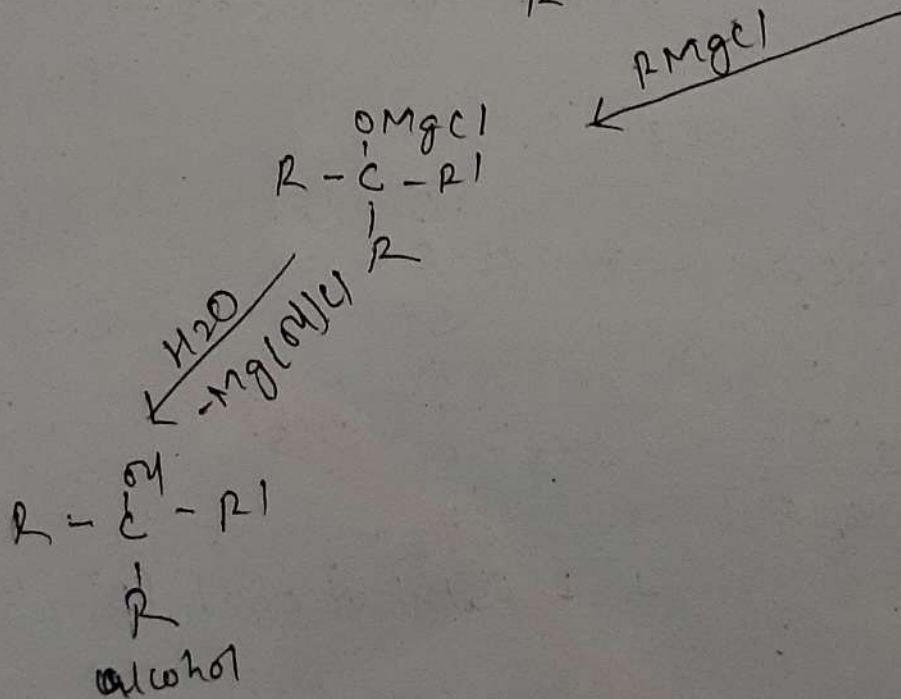 R
RMgCl
OMgCl
R - C - R1
R
H2O
-Mg(OH)Cl
OH
R - C - R1
R
alcohol